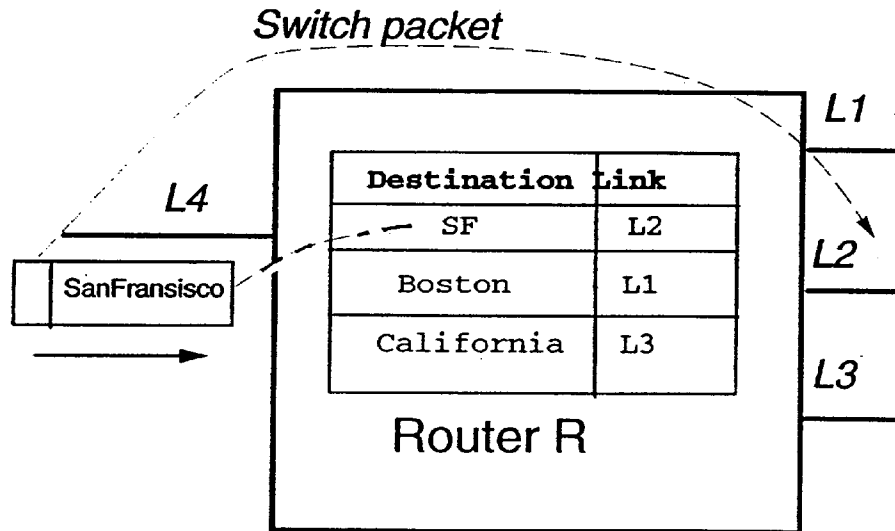 Switch packet
L1
Destination Link
L4
SF L2
L2
SanFransisco
Boston L1
California L3
L3
Router R